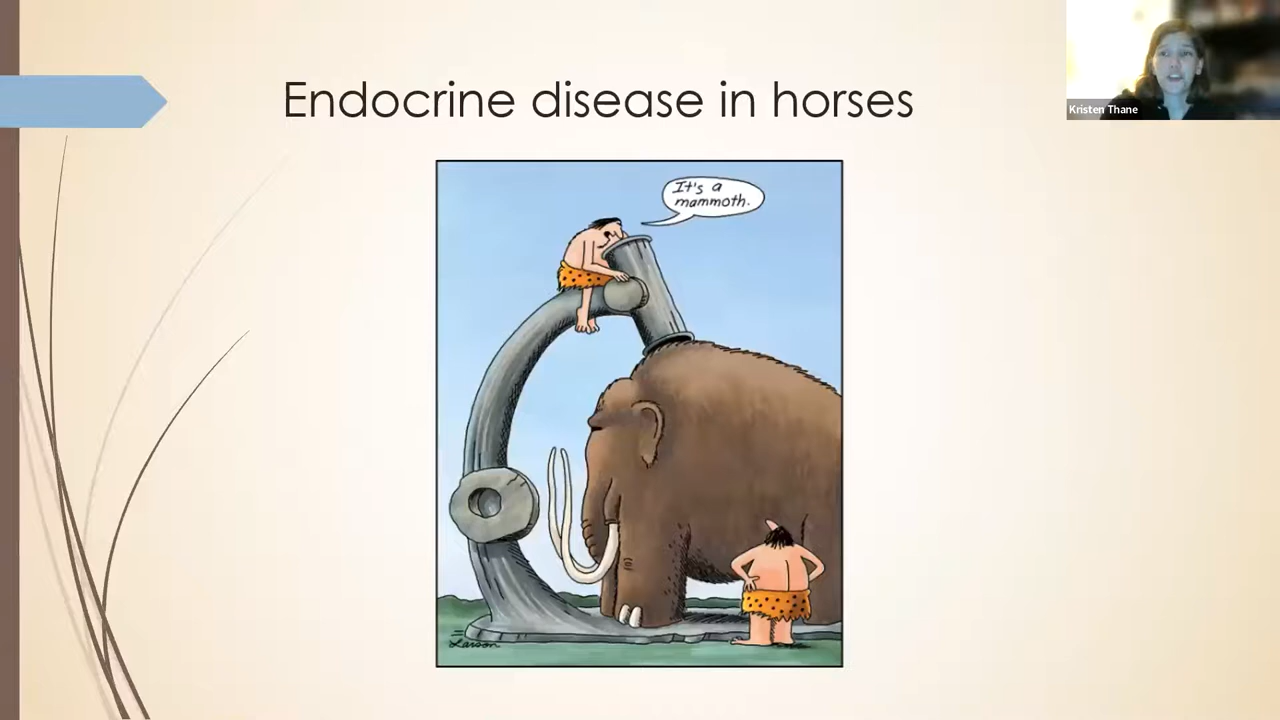 Endocrine disease in horses
Kristen Thane
It's a
mammoth.
Larson